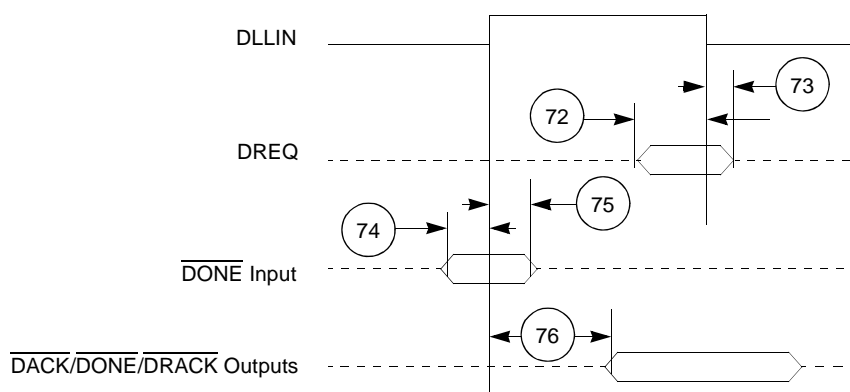 DLLIN
73
72
DREQ
75
74
DONE Input
76
DACK/DONE/DRACK Outputs